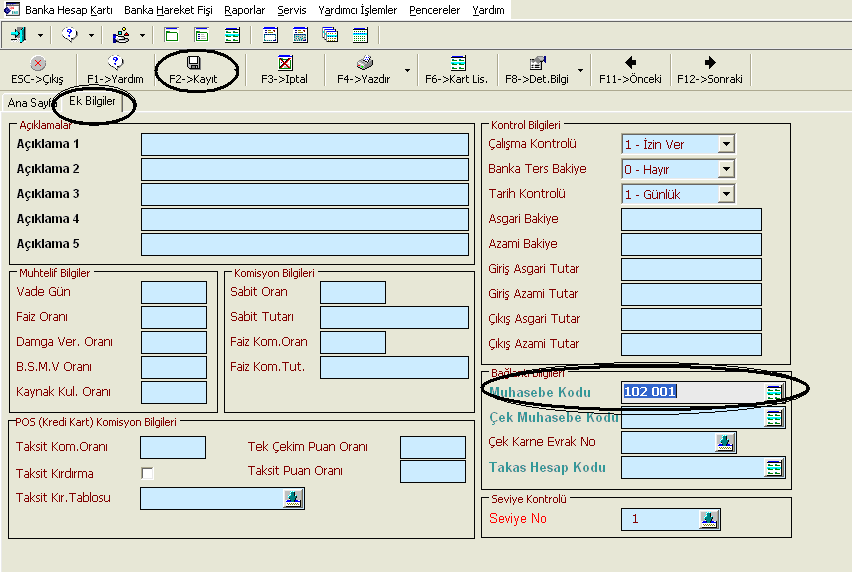 Banka Hesap Kartı Banka Hareket Fişi Raporlar Servis Yardımcı İşlemler Pencereler Yardım
ESC->Çıkış F1->Yardım F2->Kayıt F3->Iptal F4->Yazdır F6->Kart Lis. F8->Det.Bilgi F11->Önceki F12->Sonraki
Ana Sayfa Ek Bilgiler
Açıklamalar
Açıklama 1
Açıklama 2
Açıklama 3
Açıklama 4
Açıklama 5
Kontrol Bilgileri
Çalışma Kontrolü 1 - İzin Ver
Banka Ters Bakiye 0 - Hayır
Tarih Kontrolü 1 - Günlük
Asgari Bakiye
Azami Bakiye
Giriş Asgari Tutar
Giriş Azami Tutar
Çıkış Asgari Tutar
Çıkış Azami Tutar
Muhtelif Bilgiler
Vade Gün
Faiz Oranı
Damga Ver. Oranı
B.S.M.V Oranı
Kaynak Kul. Oranı
Komisyon Bilgileri
Sabit Oran
Sabit Tutarı
Faiz Kom.Oran
Faiz Kom.Tut.
Bağlantı Bilgileri
Muhasebe Kodu 102 001
Çek Muhasebe Kodu
Çek Karne Evrak No
Takas Hesap Kodu
POS (Kredi Kart) Komisyon Bilgileri
Taksit Kom.Oranı Tek Çekim Puan Oranı
Taksit Kırdırma Taksit Puan Oranı
Taksit Kır.Tablosu
Seviye Kontrolü
Seviye No 1